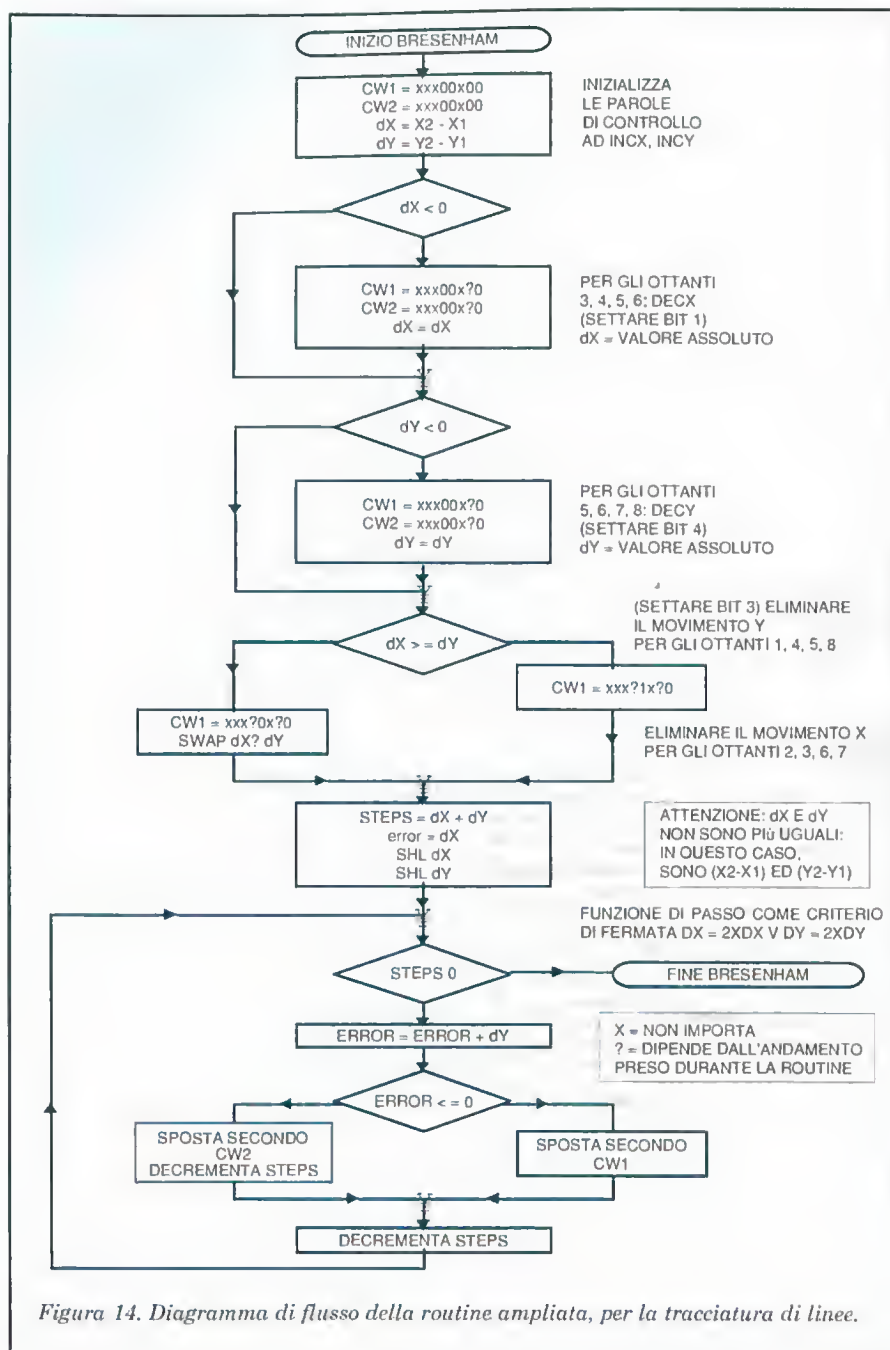 INIZIO BRESENHAM
CW1 = xxx00x00
CW2 = xxx00x00
dX = X2 - X1
dY = Y2 - Y1
INIZIALIZZA
LE PAROLE
DI CONTROLLO
AD INCX, INCY
dX < 0
CW1 = xxx00x?0
CW2 = xxx00x?0
dX = dX
PER GLI OTTANTI
3, 4, 5, 6: DECX
(SETTARE BIT 1)
dX = VALORE ASSOLUTO
dY < 0
CW1 = xxx00x?0
CW2 = xxx00x?0
dY = dY
PER GLI OTTANTI
5, 6, 7, 8: DECY
(SETTARE BIT 4)
dY = VALORE ASSOLUTO
(SETTARE BIT 3) ELIMINARE
IL MOVIMENTO Y
PER GLI OTTANTI 1, 4, 5, 8
dX >= dY
CW1 = xxx?0x?0
SWAP dX? dY
CW1 = xxx?1x?0
ELIMINARE IL MOVIMENTO X
PER GLI OTTANTI 2, 3, 6, 7
STEPS = dX + dY
error = dX
SHL dX
SHL dY
ATTENZIONE: dX E dY
NON SONO PIù UGUALI:
IN QUESTO CASO,
SONO (X2-X1) ED (Y2-Y1)
FUNZIONE DI PASSO COME CRITERIO
DI FERMATA DX = 2XDX V DY = 2XDY
STEPS 0
FINE BRESENHAM
ERROR = ERROR + dY
X = NON IMPORTA
? = DIPENDE DALL'ANDAMENTO
PRESO DURANTE LA ROUTINE
ERROR <= 0
SPOSTA SECONDO
CW2
DECREMENTA STEPS
SPOSTA SECONDO
CW1
DECREMENTA STEPS
Figura 14. Diagramma di flusso della routine ampliata, per la tracciatura di linee.